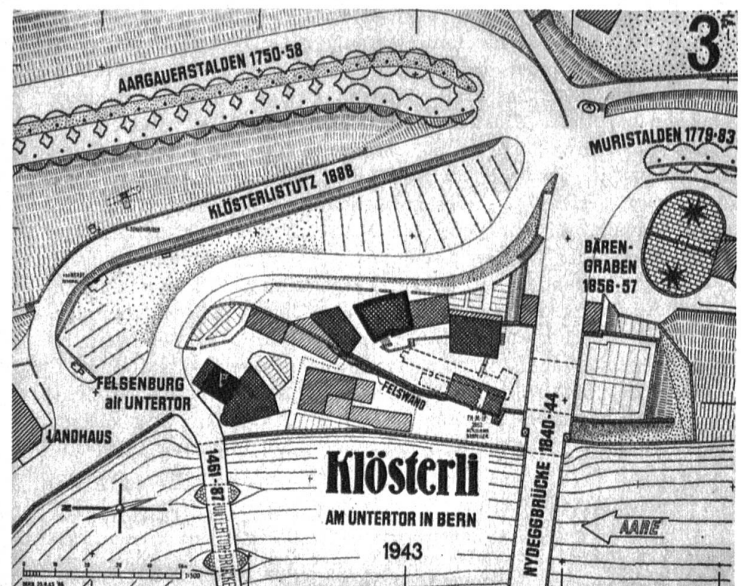 3
AARGAUERSTALDEN 1750-58
MURISTALDEN 1779-83
KLÖSTERLISTUTZ 1888
BÄREN-
GRABEN
1856-57
FELSENBURG
alr UNTERTOR
F
FELSWAND
LANDHAUS
1461-87 UNTERTORBRÜCKE
Klösterli
AM UNTERTOR IN BERN
1943
NYDEGGBRÜCKE 1840-44
AARE